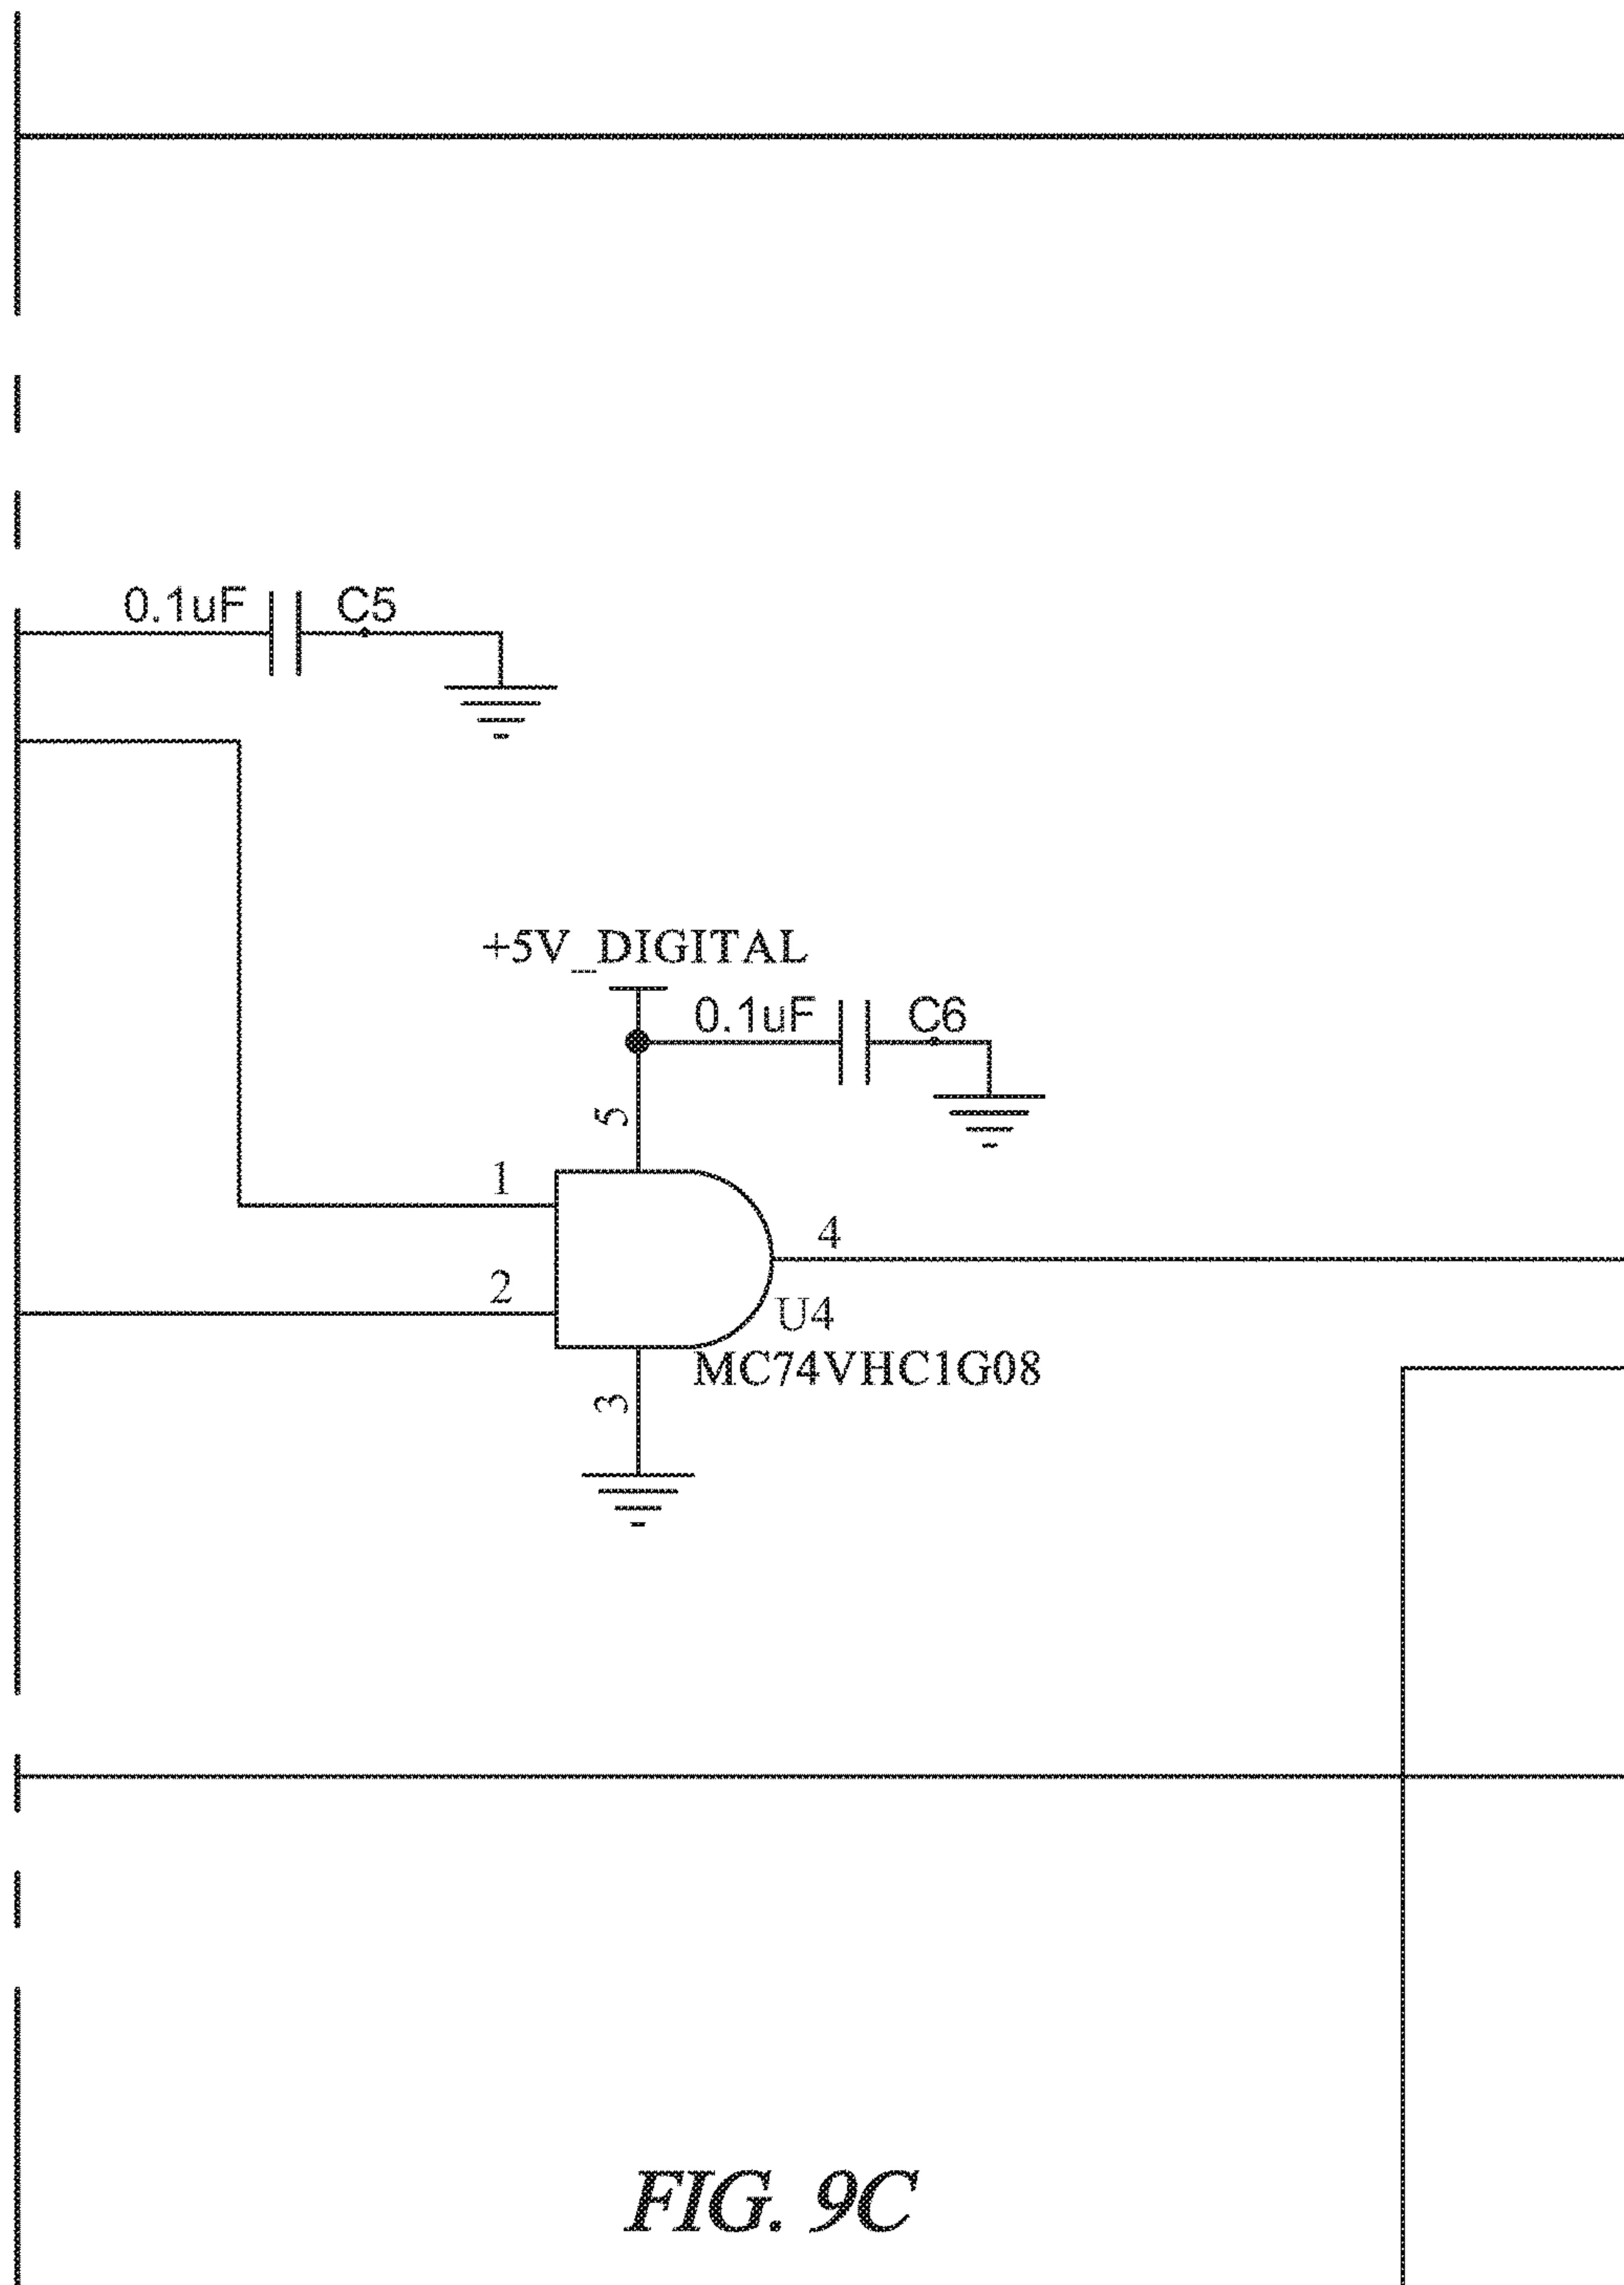 0.1uF C5
+5V_DIGITAL
0.1uF C6
5
1
4
2
U4
MC74VHC1G08
3
FIG. 9C